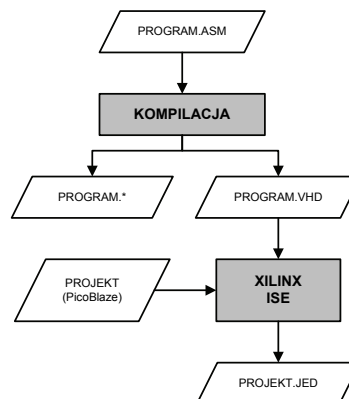 PROGRAM.ASM
KOMPILACJA
PROGRAM.*
PROGRAM.VHD
PROJEKT
(PicoBlaze)
XILINX
ISE
PROJEKT.JED